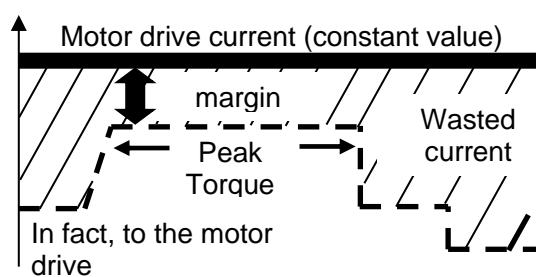 Motor drive current (constant value)
margin
Wasted
current
Peak
Torque
In fact, to the motor
drive